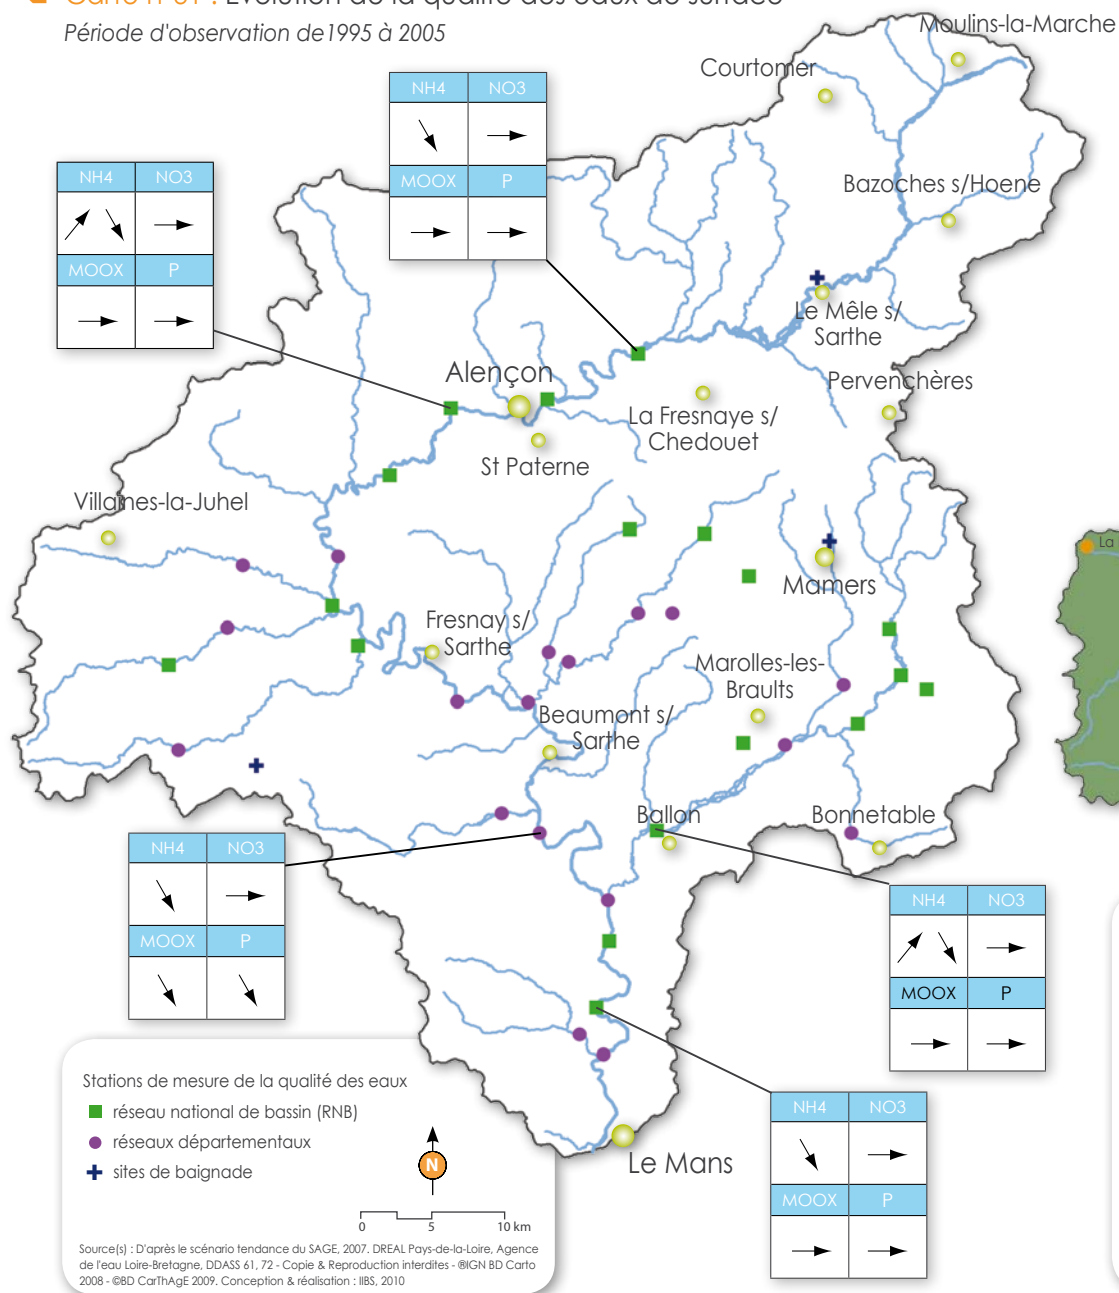 Période d'observation de1995 à 2005
Moulins-la-Marche
Courtomer
NH4 NO3
MOOX P
NH4 NO3
MOOX P
Bazoches s/Hoene
Le Mêle s/
Sarthe
Alençon
Pervenchères
La Fresnaye s/
Chedouet
St Paterne
Villaines-la-Juhel
La
Mamers
Fresnay s/
Sarthe
Marolles-les-
Braults
Beaumont s/
Sarthe
Ballon
Bonnetable
NH4 NO3
MOOX P
NH4 NO3
MOOX P
Stations de mesure de la qualité des eaux
réseau national de bassin (RNB)
réseaux départementaux
sites de baignade
N
0 5 10 km
Le Mans
NH4 NO3
MOOX P
Source(s) : D'après le scénario tendance du SAGE, 2007. DREAL Pays-de-la-Loire, Agence
de l'eau Loire-Bretagne, DDASS 61, 72 - Copie & Reproduction interdites - ®IGN BD Carto
2008 - ©BD CarThAgE 2009. Conception & réalisation : IIBS, 2010